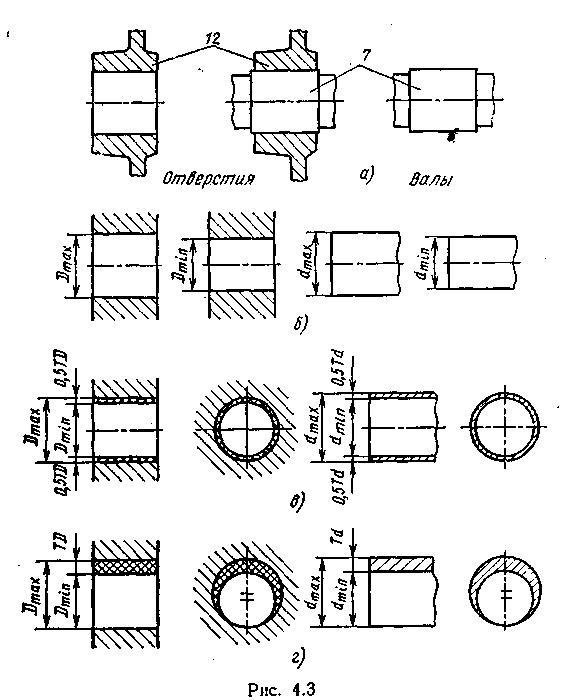 12
7
Отверстия
а)
Валы
Dmax
Dmin
dmax
dmin
б)
0,5TD
Dmax
Dmin
0,5TD
0,5Td
dmax
dmin
0,5Td
в)
TD
Dmax
Dmin
Td
dmax
dmin
г)
Рис. 4.3